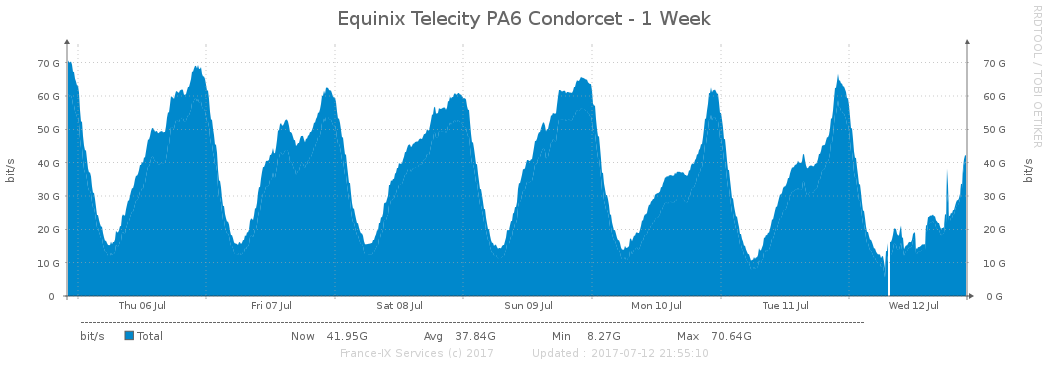 Equinix Telecity PA6 Condorcet - 1 Week
RRDTOOL / TOBI OETIKER
bit/s
70 G 70 G
60 G 60 G
50 G 50 G
40 G 40 G
30 G 30 G
20 G 20 G
10 G 10 G
0 0 G
bit/s
Thu 06 Jul Fri 07 Jul Sat 08 Jul Sun 09 Jul Mon 10 Jul Tue 11 Jul Wed 12 Jul
bit/s Total Now 41.95G Avg 37.84G Min 8.27G Max 70.64G
France-IX Services (c) 2017 Updated : 2017-07-12 21:55:10